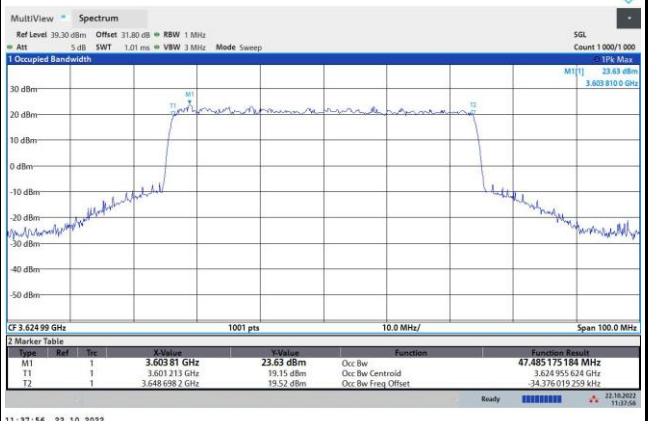 MultiView Spectrum
Ref Level 39.30 dBm Offset 31.80 dB RBW 1 MHz SGL
Att 5 dB SWT 1.01 ms VBW 3 MHz Mode Sweep Count 1 000/1 000
1 Occupied Bandwidth 1Pk Max
M1[1] 23.63 dBm
3.603 810 0 GHz
30 dBm
M1
T1 T2
20 dBm
10 dBm
0 dBm
-10 dBm
-20 dBm
-30 dBm
-40 dBm
-50 dBm
CF 3.624 99 GHz 1001 pts 10.0 MHz/ Span 100.0 MHz
2 Marker Table
Type Ref Trc X-Value Y-Value Function Function Result
M1 1 3.603 81 GHz 23.63 dBm Occ Bw 47.485 175 184 MHz
T1 1 3.601 213 GHz 19.15 dBm Occ Bw Centroid 3.624 955 624 GHz
T2 1 3.648 698 2 GHz 19.52 dBm Occ Bw Freq Offset -34.376 019 259 kHz
Ready 22.10.2022
11:37:56
11:37:56 22.10.2022